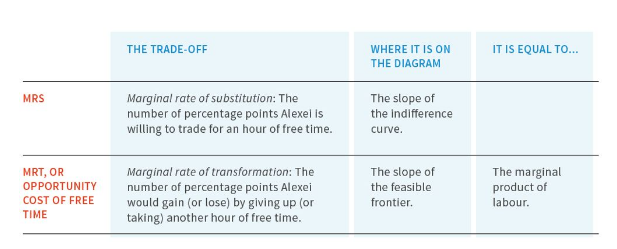 THE TRADE-OFF
WHERE IT IS ON
THE DIAGRAM
IT IS EQUAL TO...
MRS
Marginal rate of substitution: The
number of percentage points Alexei is
willing to trade for an hour of free time.
The slope of
the indifference
curve.
MRT, OR
OPPORTUNITY
COST OF FREE
TIME
Marginal rate of transformation: The
number of percentage points Alexei
would gain (or lose) by giving up (or
taking) another hour of free time.
The slope of
the feasible
frontier.
The marginal
product of
labour.